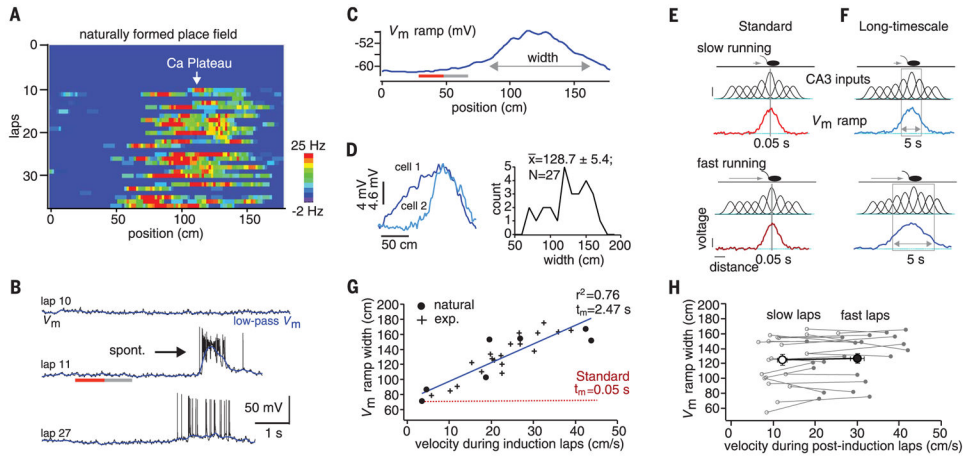 A
naturally formed place field
Ca Plateau
0
10
20
30
laps
0
50
100
150
position (cm)
25 Hz
-2 Hz
B
lap 10
Vm
low-pass Vm
spont.
lap 11
50 mV
1 s
lap 27
C
Vm ramp (mV)
-52
-60
width
0
50
100
150
position (cm)
D
cell 1
cell 2
4 mV
4.6 mV
50 cm
x̄=128.7 ± 5.4;
N=27
count
5
4
3
2
1
0
50
100
150
200
width (cm)
E
Standard
slow running
CA3 inputs
Vm ramp
0.05 s
fast running
voltage
0.05 s
distance
F
Long-timescale
5 s
5 s
G
natural
exp.
r²=0.76
tm=2.47 s
Standard
tm=0.05 s
Vm ramp width (cm)
200
180
160
140
120
100
80
60
0
10
20
30
40
50
velocity during induction laps (cm/s)
H
slow laps
fast laps
Vm ramp width (cm)
200
180
160
140
120
100
80
60
0
10
20
30
40
50
velocity during post-induction laps (cm/s)